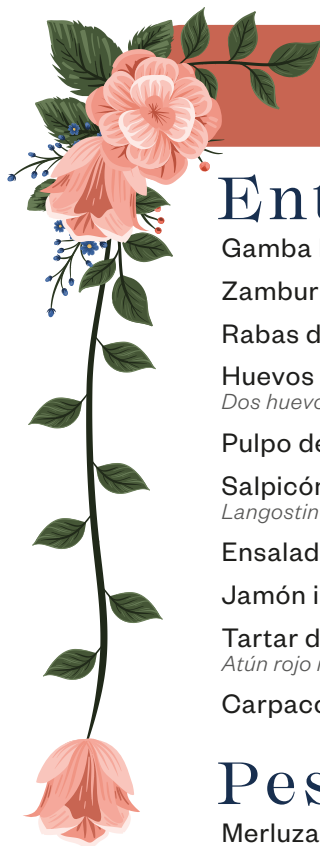 Ent
Gamba
Zambur
Rabas d
Huevos
Dos huevo
Pulpo de
Salpicón
Langostin
Ensalad
Jamón i
Tartar d
Atún rojo
Carpacc
Pes
Merluza